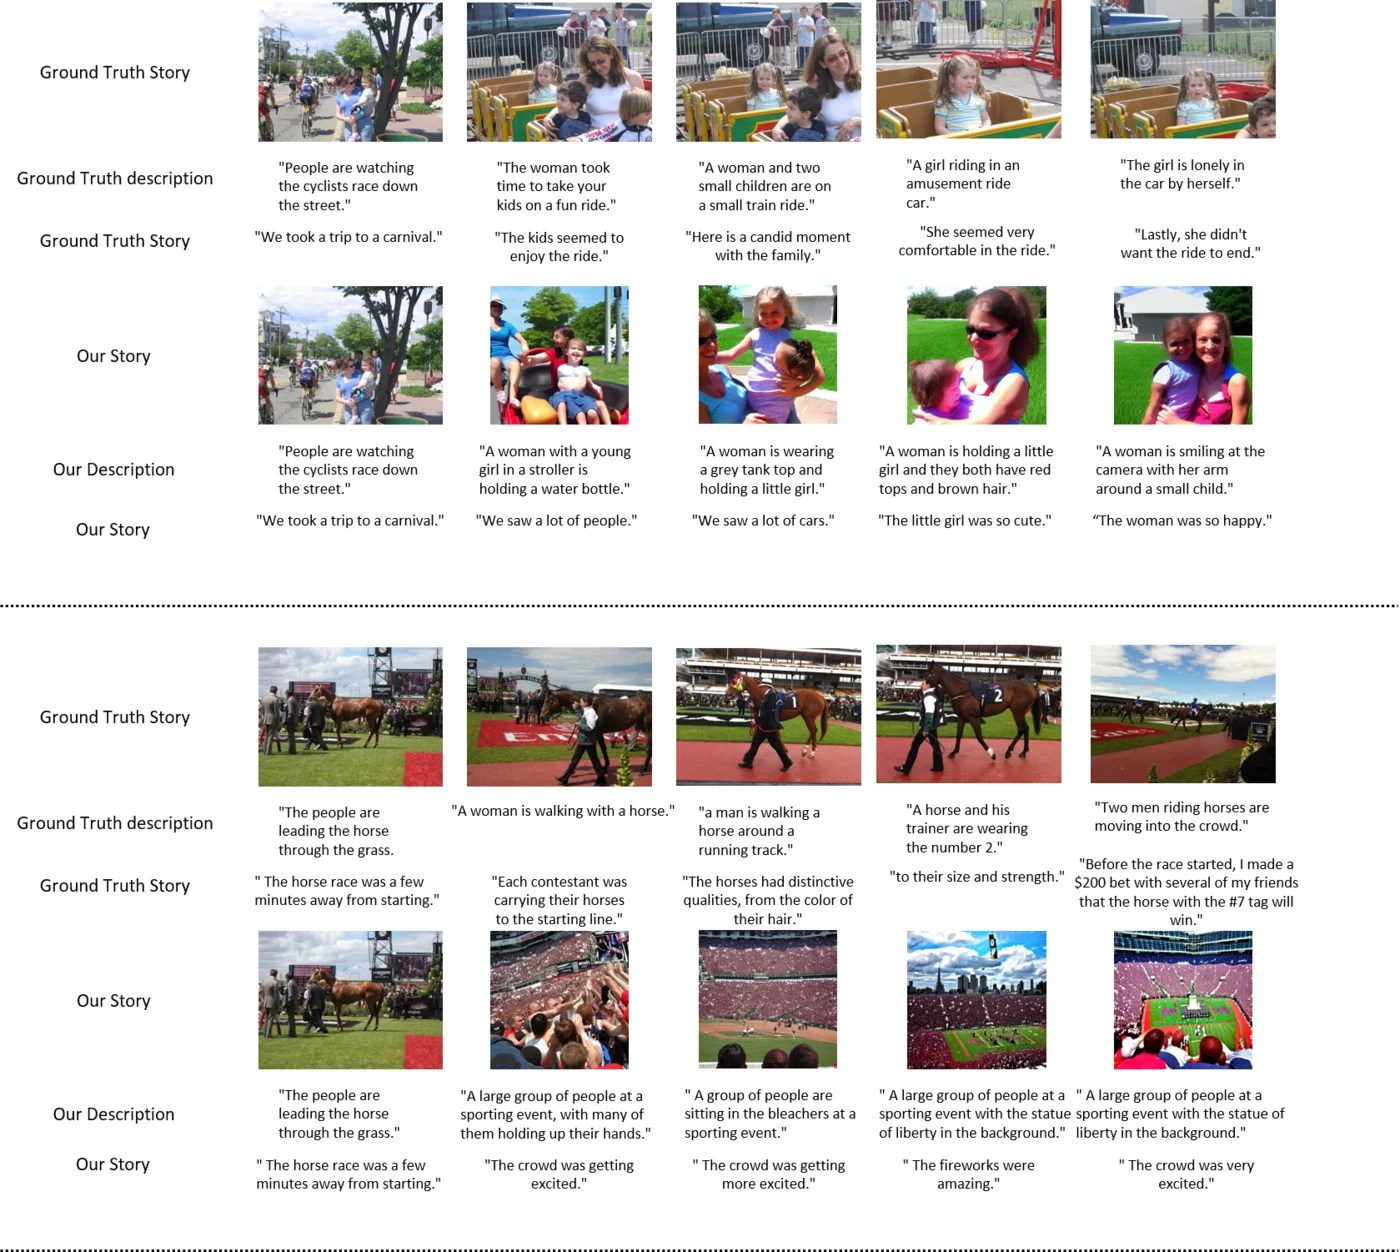 Ground Truth Story
Ground Truth description
"People are watching
the cyclists race down
the street."
"The woman took
time to take your
kids on a fun ride."
"A woman and two
small children are on
a small train ride."
"A girl riding in an
amusement ride
car."
"The girl is lonely in
the car by herself."
Ground Truth Story
"We took a trip to a carnival."
"The kids seemed to
enjoy the ride."
"Here is a candid moment
with the family."
"She seemed very
comfortable in the ride."
"Lastly, she didn't
want the ride to end."
Our Story
Our Description
"People are watching
the cyclists race down
the street."
"A woman with a young
girl in a stroller is
holding a water bottle."
"A woman is wearing
a grey tank top and
holding a little girl."
"A woman is holding a little
girl and they both have red
tops and brown hair."
"A woman is smiling at the
camera with her arm
around a small child."
Our Story
"We took a trip to a carnival."
"We saw a lot of people."
"We saw a lot of cars."
"The little girl was so cute."
“The woman was so happy."
Ground Truth Story
1
2
Ground Truth description
"The people are
leading the horse
through the grass.
"A woman is walking with a horse."
"a man is walking a
horse around a
running track."
"A horse and his
trainer are wearing
the number 2."
"Two men riding horses are
moving into the crowd."
Ground Truth Story
" The horse race was a few
minutes away from starting."
"Each contestant was
carrying their horses
to the starting line."
"The horses had distinctive
qualities, from the color of
their hair."
"to their size and strength."
"Before the race started, I made a
$200 bet with several of my friends
that the horse with the #7 tag will
win."
Our Story
Our Description
"The people are
leading the horse
through the grass."
"A large group of people at a
sporting event, with many of
them holding up their hands."
" A group of people are
sitting in the bleachers at a
sporting event."
" A large group of people at a
sporting event with the statue
of liberty in the background."
" A large group of people at a
sporting event with the statue of
liberty in the background."
Our Story
" The horse race was a few
minutes away from starting."
"The crowd was getting
excited."
" The crowd was getting
more excited."
" The fireworks were
amazing."
" The crowd was very
excited."